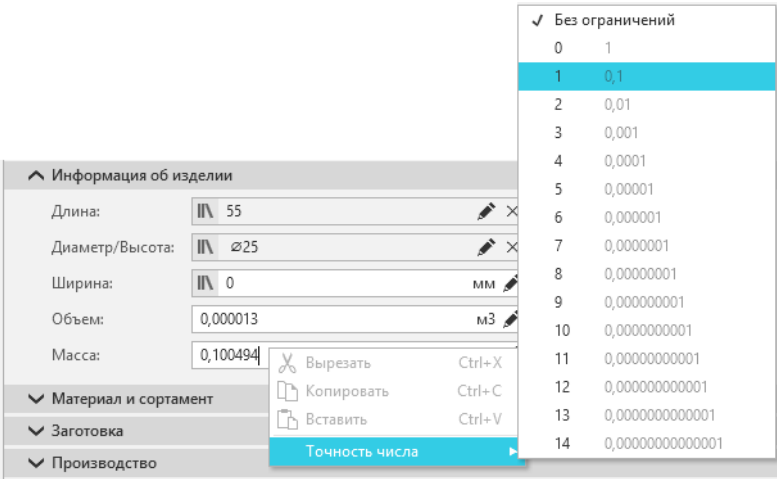 Без ограничений
0 1
1 0,1
2 0,01
3 0,001
4 0,0001
5 0,00001
6 0,000001
7 0,0000001
8 0,00000001
9 0,000000001
10 0,0000000001
11 0,00000000001
12 0,000000000001
13 0,0000000000001
14 0,00000000000001
Информация об изделии
Длина: 55
Диаметр/Высота: ⌀25
Ширина: 0 мм
Объем: 0,000013 м3
Масса: 0,100494
Вырезать Ctrl+X
Копировать Ctrl+C
Вставить Ctrl+V
Точность числа
Материал и сортамент
Заготовка
Производство